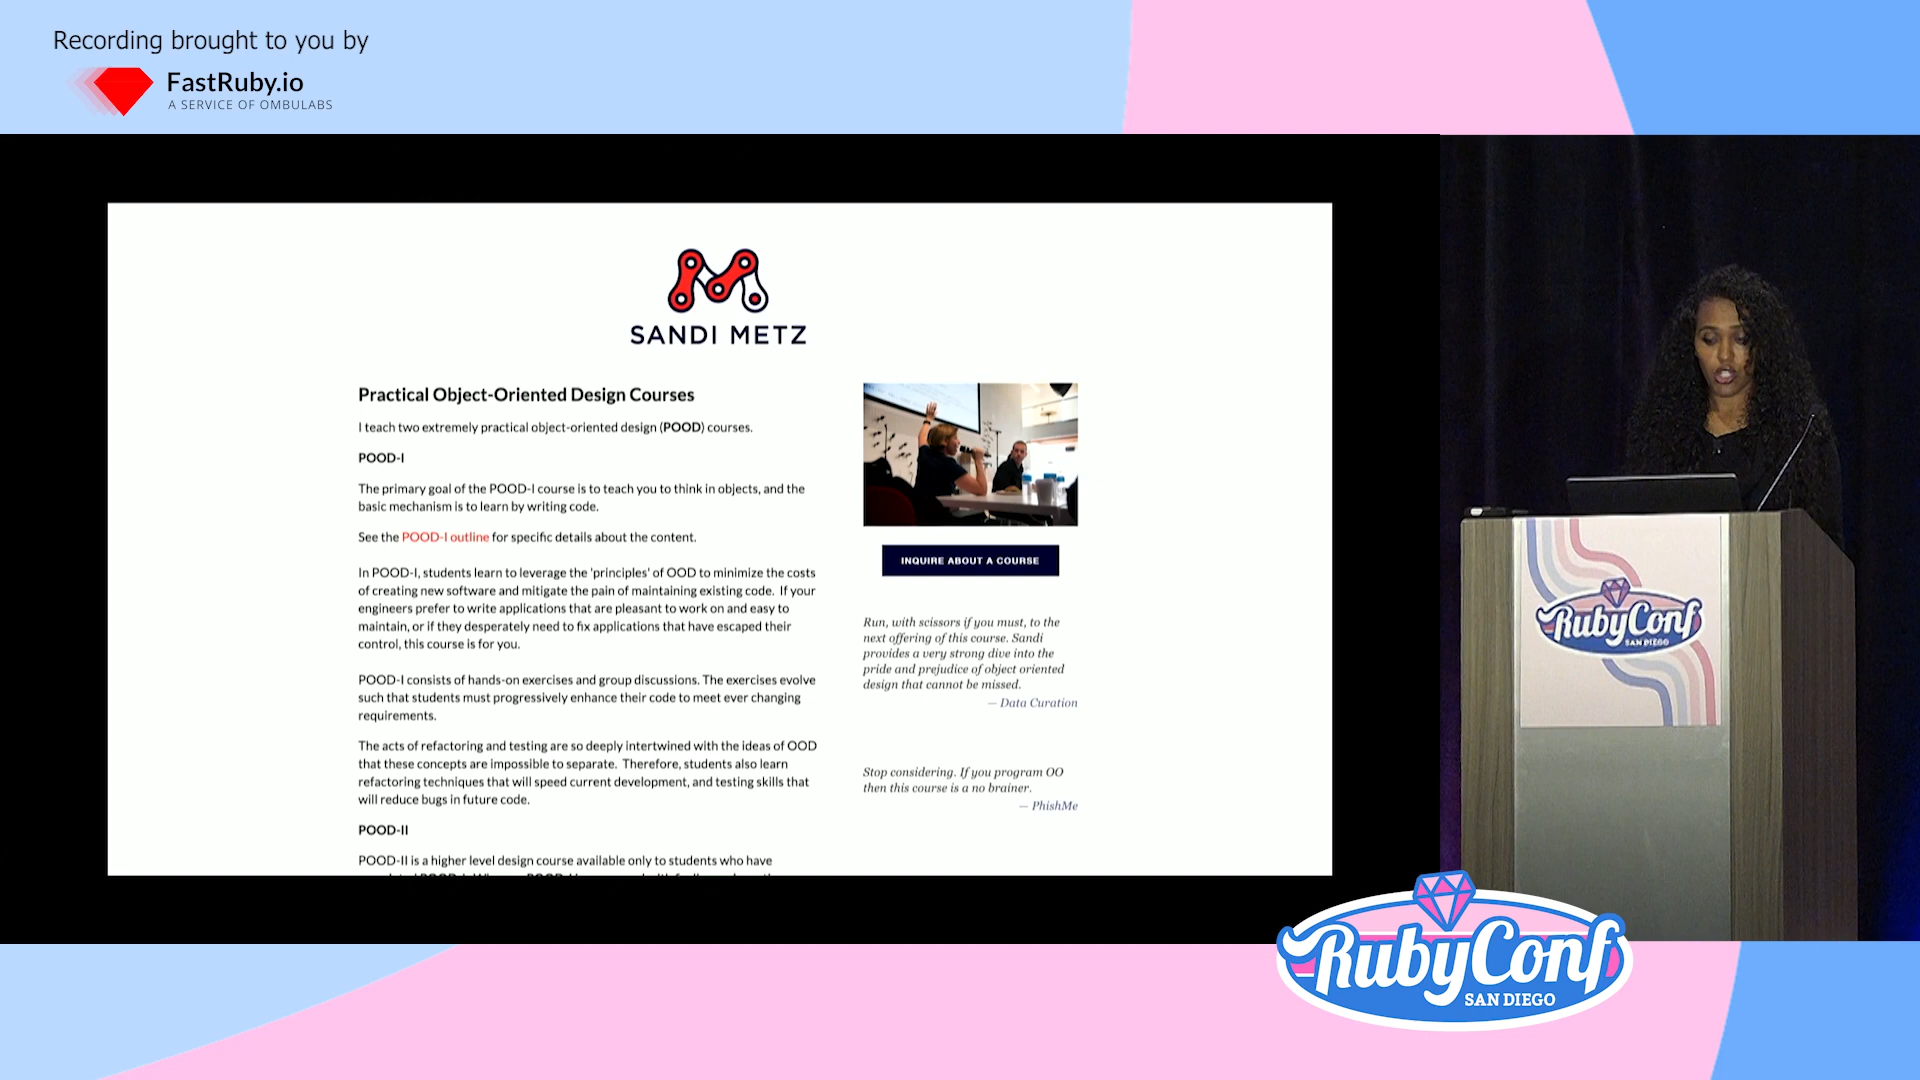 Recording brought to you by
FastRuby.io
A SERVICE OF OMBULABS
SANDI METZ
Practical Object-Oriented Design Courses
I teach two extremely practical object-oriented design (POOD) courses.
POOD-I
The primary goal of the POOD-I course is to teach you to think in objects, and the
basic mechanism is to learn by writing code.
See the POOD-I outline for specific details about the content.
In POOD-I, students learn to leverage the 'principles' of OOD to minimize the costs
of creating new software and mitigate the pain of maintaining existing code. If your
engineers prefer to write applications that are pleasant to work on and easy to
maintain, or if they desperately need to fix applications that have escaped their
control, this course is for you.
POOD-I consists of hands-on exercises and group discussions. The exercises evolve
such that students must progressively enhance their code to meet ever changing
requirements.
The acts of refactoring and testing are so deeply intertwined with the ideas of OOD
that these concepts are impossible to separate. Therefore, students also learn
refactoring techniques that will speed current development, and testing skills that
will reduce bugs in future code.
POOD-II
POOD-II is a higher level design course available only to students who have
INQUIRE ABOUT A COURSE
Run, with scissors if you must, to the
next offering of this course. Sandi
provides a very strong dive into the
pride and prejudice of object oriented
design that cannot be missed.
— Data Curation
Stop considering. If you program OO
then this course is a no brainer.
— PhishMe
RubyConf
SAN DIEGO
RubyConf
SAN DIEGO